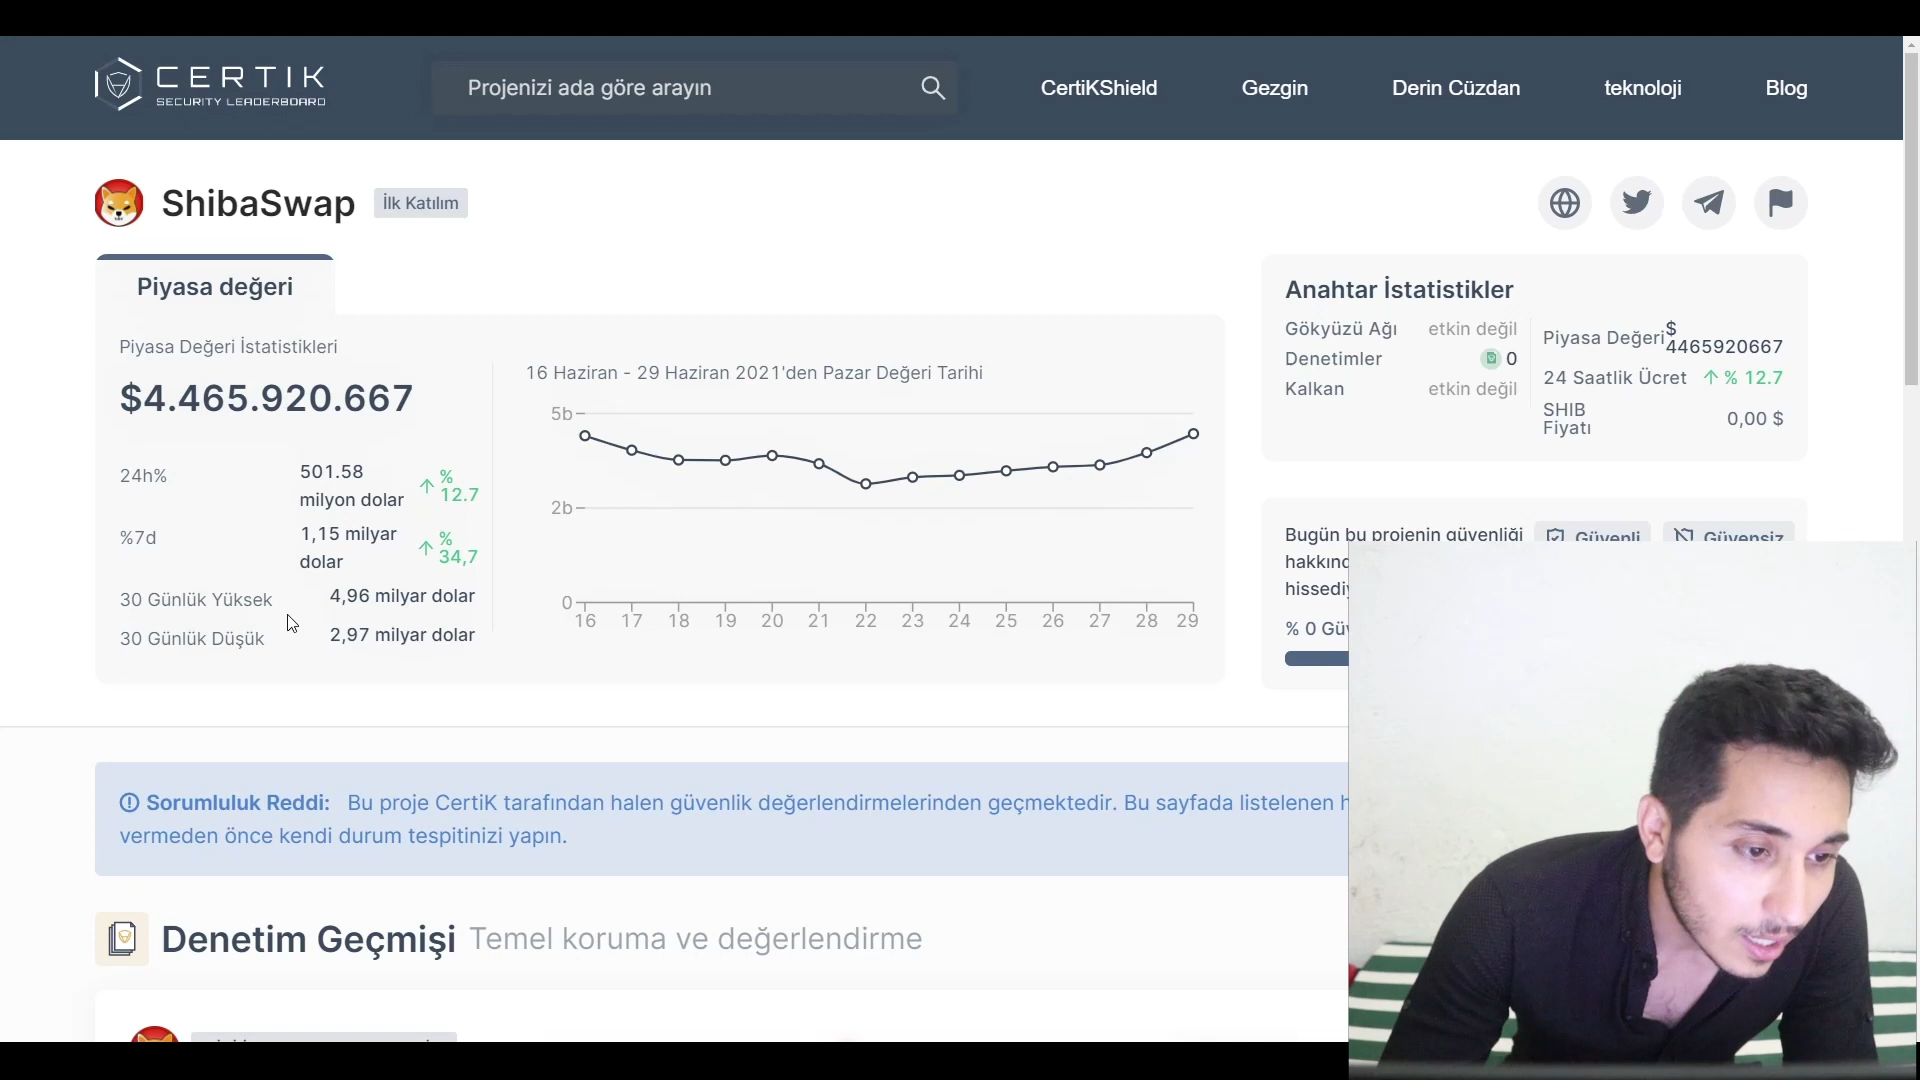 CERTIK
SECURITY LEADERBOARD
Projenizi ada göre arayın
CertiKShield
Gezgin
Derin Cüzdan
teknoloji
Blog
ShibaSwap
İlk Katılım
Piyasa değeri
Piyasa Değeri İstatistikleri
$4.465.920.667
24h%
501.58
milyon dolar
%
12.7
%7d
1,15 milyar
dolar
%
34,7
30 Günlük Yüksek
4,96 milyar dolar
30 Günlük Düşük
2,97 milyar dolar
16 Haziran - 29 Haziran 2021'den Pazar Değeri Tarihi
5b
2b
0
16 17 18 19 20 21 22 23 24 25 26 27 28 29
Anahtar İstatistikler
Gökyüzü Ağı etkin değil
Denetimler 0
Kalkan etkin değil
Piyasa Değeri $
4465920667
24 Saatlik Ücret % 12.7
SHIB
Fiyatı
0,00 $
Bugün bu projenin güvenliği
Güvenli
Güvensiz
% 0
Sorumluluk Reddi: Bu proje CertiK tarafından halen güvenlik değerlendirmelerinden geçmektedir. Bu sayfada listelenen
vermeden önce kendi durum tespitinizi yapın.
Denetim Geçmişi Temel koruma ve değerlendirme